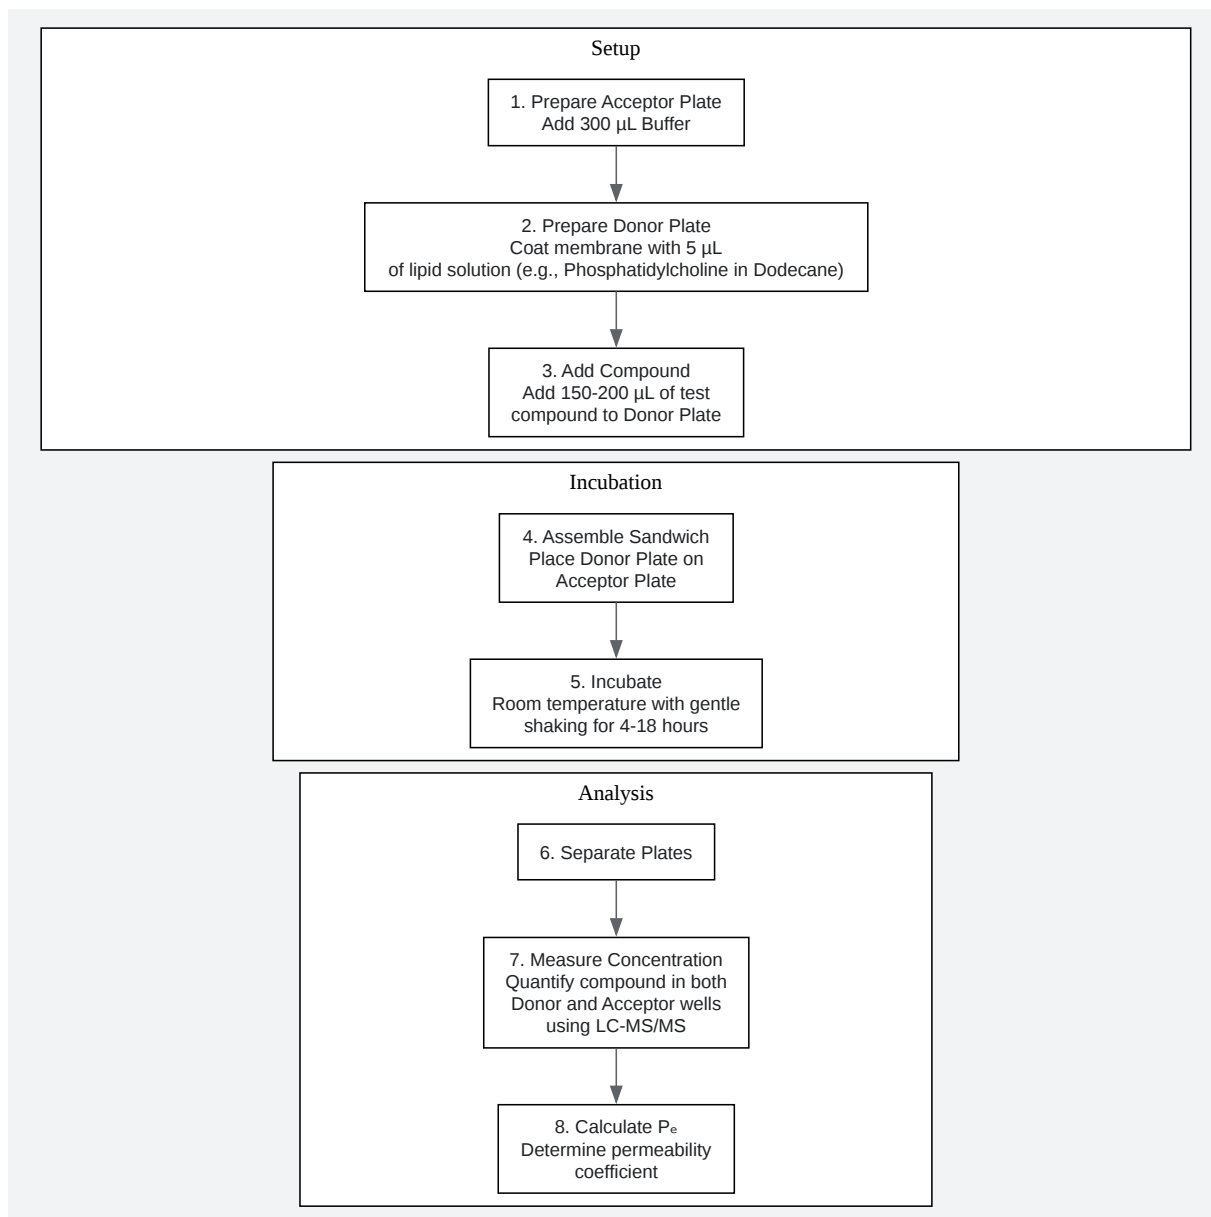 Setup
1. Prepare Acceptor Plate
Add 300 µL Buffer
2. Prepare Donor Plate
Coat membrane with 5 µL
of lipid solution (e.g., Phosphatidylcholine in Dodecane)
3. Add Compound
Add 150-200 µL of test
compound to Donor Plate
Incubation
4. Assemble Sandwich
Place Donor Plate on
Acceptor Plate
5. Incubate
Room temperature with gentle
shaking for 4-18 hours
Analysis
6. Separate Plates
7. Measure Concentration
Quantify compound in both
Donor and Acceptor wells
using LC-MS/MS
8. Calculate Pₑ
Determine permeability
coefficient